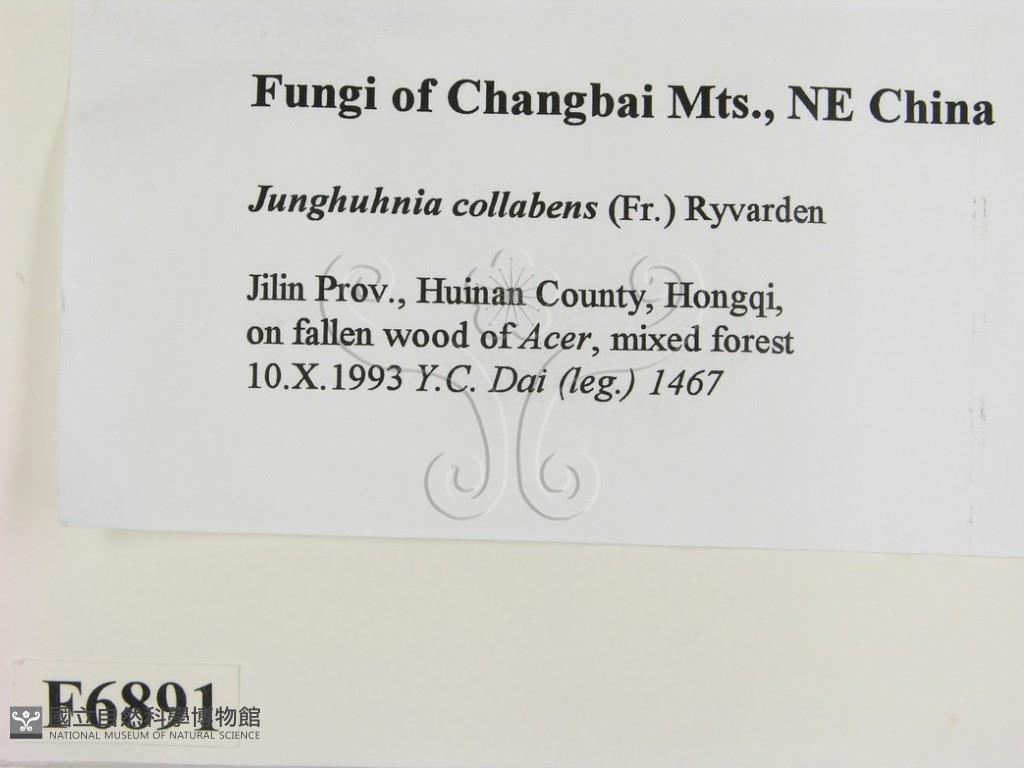 Fungi of Changbai Mts., NE China
Junghuhnia collabens (Fr.) Ryvarden
Jilin Prov., Huinan County, Hongqi,
on fallen wood of Acer, mixed forest
10.X.1993 Y.C. Dai (leg.) 1467
F6891
國立自然科學博物館
NATIONAL MUSEUM OF NATURAL SCIENCE